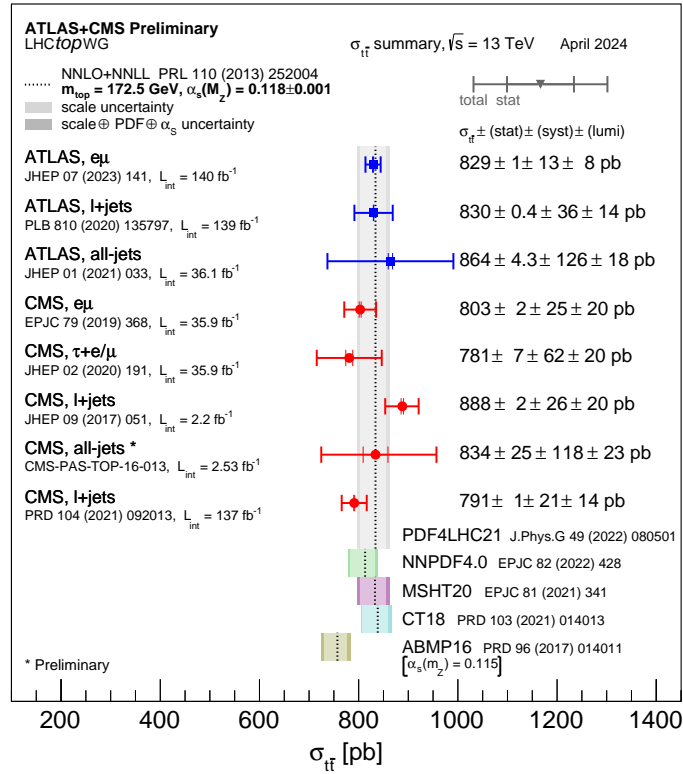 ATLAS+CMS Preliminary
LHCtopWG
σtt̄ summary, √s = 13 TeV April 2024
NNLO+NNLL PRL 110 (2013) 252004
mtop = 172.5 GeV, αs(MZ) = 0.118±0.001
scale uncertainty
scale ⊕ PDF ⊕ αS uncertainty
total stat
σtt̄ ± (stat) ± (syst) ± (lumi)
ATLAS, eμ
829 ± 1 ± 13 ± 8 pb
JHEP 07 (2023) 141, Lint = 140 fb-1
ATLAS, l+jets
830 ± 0.4 ± 36 ± 14 pb
PLB 810 (2020) 135797, Lint = 139 fb-1
ATLAS, all-jets
864 ± 4.3 ± 126 ± 18 pb
JHEP 01 (2021) 033, Lint = 36.1 fb-1
CMS, eμ
803 ± 2 ± 25 ± 20 pb
EPJC 79 (2019) 368, Lint = 35.9 fb-1
CMS, τ+e/μ
781 ± 7 ± 62 ± 20 pb
JHEP 02 (2020) 191, Lint = 35.9 fb-1
CMS, l+jets
888 ± 2 ± 26 ± 20 pb
JHEP 09 (2017) 051, Lint = 2.2 fb-1
CMS, all-jets *
834 ± 25 ± 118 ± 23 pb
CMS-PAS-TOP-16-013, Lint = 2.53 fb-1
CMS, l+jets
791 ± 1 ± 21 ± 14 pb
PRD 104 (2021) 092013, Lint = 137 fb-1
PDF4LHC21 J.Phys.G 49 (2022) 080501
NNPDF4.0 EPJC 82 (2022) 428
MSHT20 EPJC 81 (2021) 341
CT18 PRD 103 (2021) 014013
ABMP16 PRD 96 (2017) 014011
[αs(mZ) = 0.115]
* Preliminary
200 400 600 800 1000 1200 1400
σtt̄ [pb]